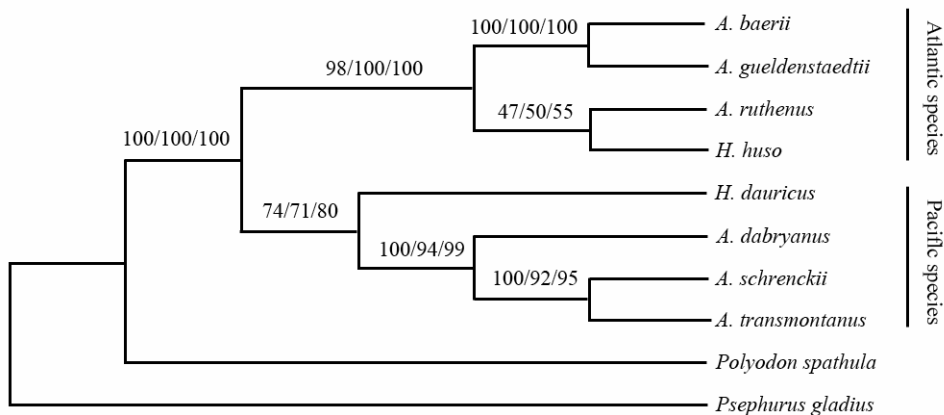 100/100/100
A. baerii
98/100/100
A. gueldenstaedtii
47/50/55
A. ruthenus
100/100/100
H. huso
Atlantic species
74/71/80
H. dauricus
100/94/99
A. dabryanus
100/92/95
A. schrenckii
A. transmontanus
Pacific species
Polyodon spathula
Psephurus gladius